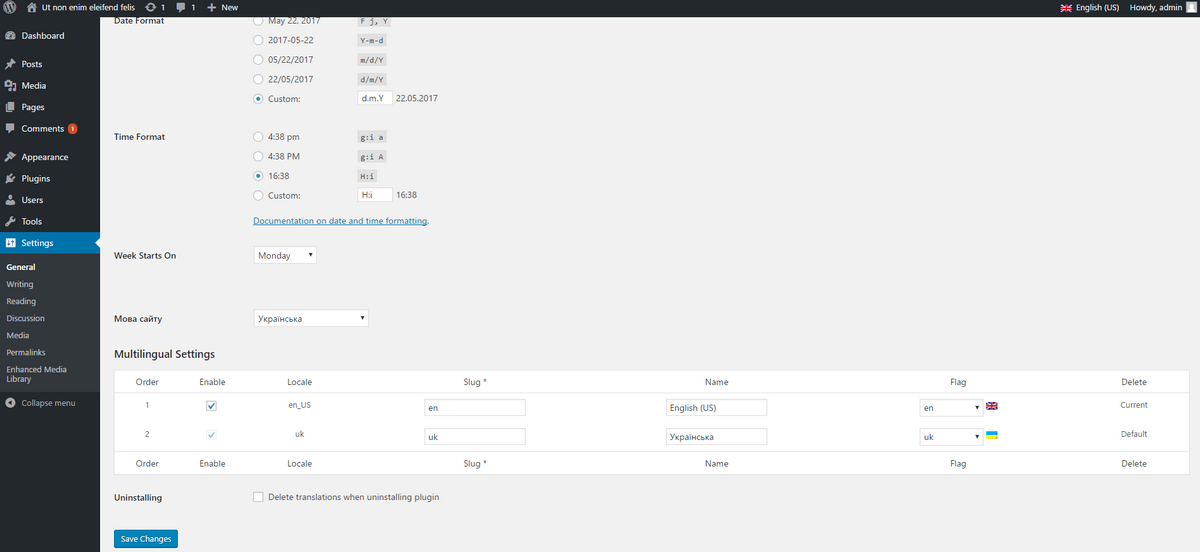 Ut non enim eleifend felis 1 1 + New English (US) Howdy, admin
Dashboard
Posts
Media
Pages
Comments 1
Appearance
Plugins
Users
Tools
Settings
General
Writing
Reading
Discussion
Media
Permalinks
Enhanced Media
Library
Collapse menu
Date Format May 22, 2017 F j, Y
2017-05-22 Y-m-d
05/22/2017 m/d/Y
22/05/2017 d/m/Y
Custom: d.m.Y 22.05.2017
Time Format 4:38 pm g:i a
4:38 PM g:i A
16:38 H:i
Custom: H:i 16:38
Documentation on date and time formatting.
Week Starts On Monday
Мова сайту Українська
Multilingual Settings
Order Enable Locale Slug * Name Flag Delete
1 en_US en English (US) en Current
2 uk uk Українська uk Default
Order Enable Locale Slug * Name Flag Delete
Uninstalling Delete translations when uninstalling plugin
Save Changes